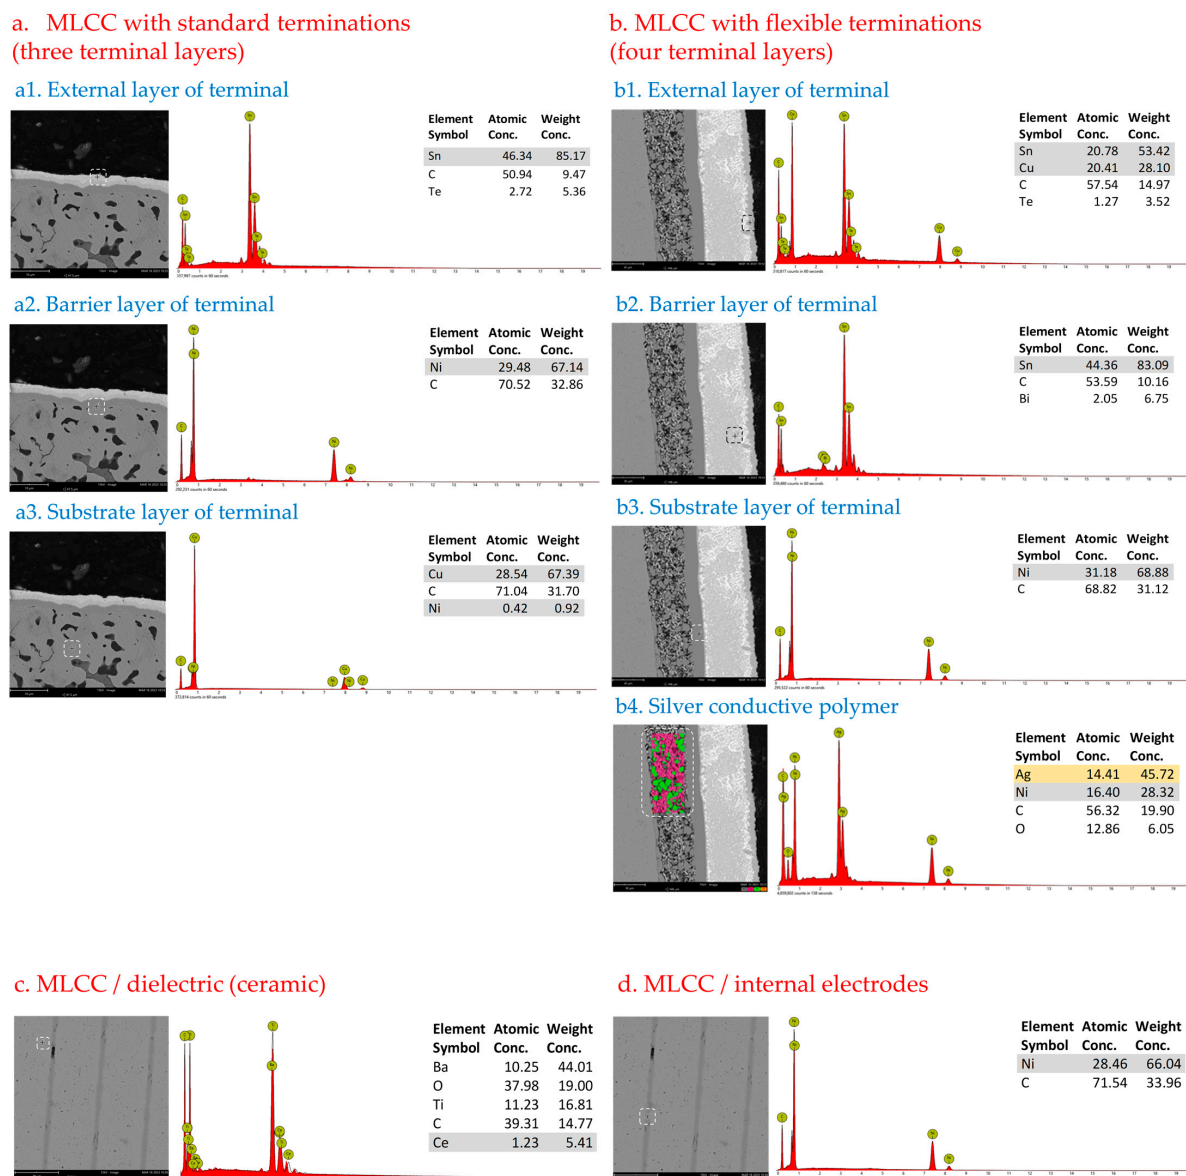 a. MLCC with standard terminations
(three terminal layers)
a1. External layer of terminal
Element Atomic Weight
Symbol Conc. Conc.
Sn 46.34 85.17
C 50.94 9.47
Te 2.72 5.36
a2. Barrier layer of terminal
Element Atomic Weight
Symbol Conc. Conc.
Ni 29.48 67.14
C 70.52 32.86
a3. Substrate layer of terminal
Element Atomic Weight
Symbol Conc. Conc.
Cu 28.54 67.39
C 71.04 31.70
Ni 0.42 0.92
b. MLCC with flexible terminations
(four terminal layers)
b1. External layer of terminal
Element Atomic Weight
Symbol Conc. Conc.
Sn 20.78 53.42
Cu 20.41 28.10
C 57.54 14.97
Te 1.27 3.52
b2. Barrier layer of terminal
Element Atomic Weight
Symbol Conc. Conc.
Sn 44.36 83.09
C 53.59 10.16
Bi 2.05 6.75
b3. Substrate layer of terminal
Element Atomic Weight
Symbol Conc. Conc.
Ni 31.18 68.88
C 68.82 31.12
b4. Silver conductive polymer
Element Atomic Weight
Symbol Conc. Conc.
Ag 14.41 45.72
Ni 16.40 28.32
C 56.32 19.90
O 12.86 6.05
c. MLCC / dielectric (ceramic)
Element Atomic Weight
Symbol Conc. Conc.
Ba 10.25 44.01
O 37.98 19.00
Ti 11.23 16.81
C 39.31 14.77
Ce 1.23 5.41
d. MLCC / internal electrodes
Element Atomic Weight
Symbol Conc. Conc.
Ni 28.46 66.04
C 71.54 33.96